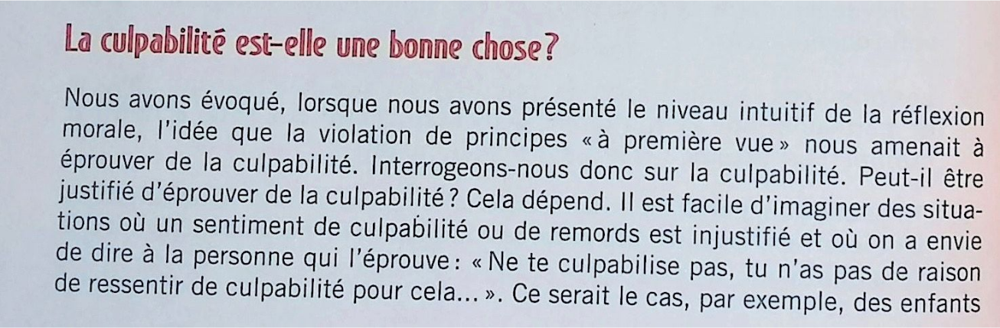 La culpabilité est-elle une bonne chose?
Nous avons évoqué, lorsque nous avons présenté le niveau intuitif de la réflexion
morale, l'idée que la violation de principes « à première vue » nous amenait à
éprouver de la culpabilité. Interrogeons-nous donc sur la culpabilité. Peut-il être
justifié d'éprouver de la culpabilité? Cela dépend. Il est facile d'imaginer des situa-
tions où un sentiment de culpabilité ou de remords est injustifié et où on a envie
de dire à la personne qui l'éprouve: « Ne te culpabilise pas, tu n'as pas de raison
de ressentir de culpabilité pour cela... ». Ce serait le cas, par exemple, des enfants